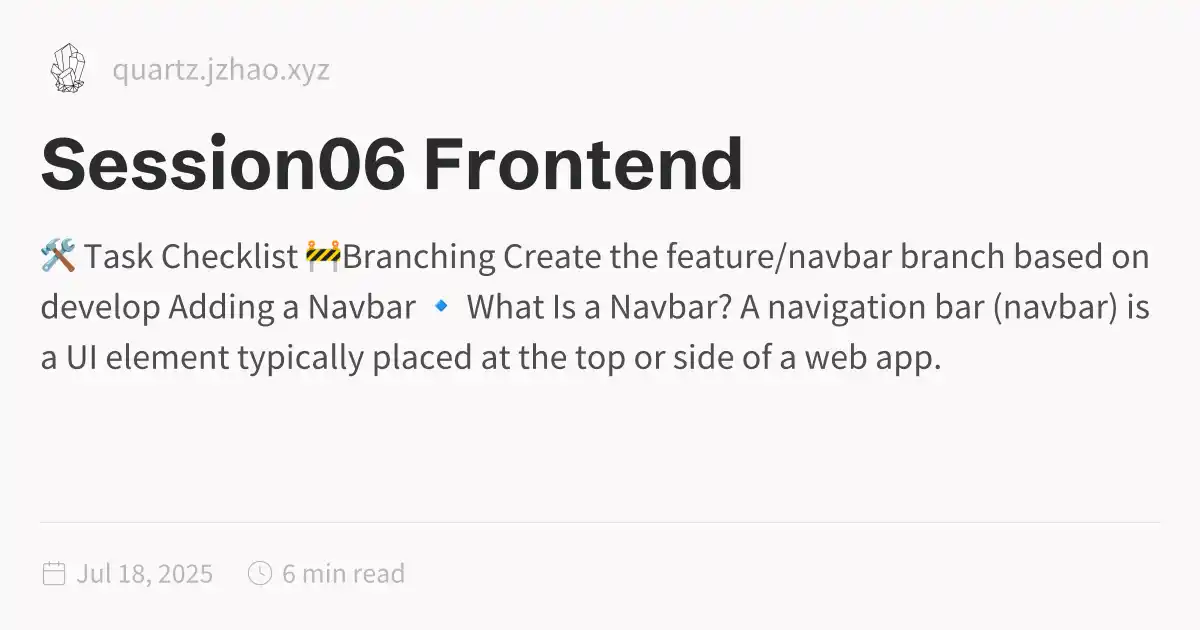 quartz.jzhao.xyz
Session06 Frontend
🛠️ Task Checklist 🚧Branching Create the feature/navbar branch based on
develop Adding a Navbar 🔹 What Is a Navbar? A navigation bar (navbar) is
a UI element typically placed at the top or side of a web app.
Jul 18, 2025 6 min read